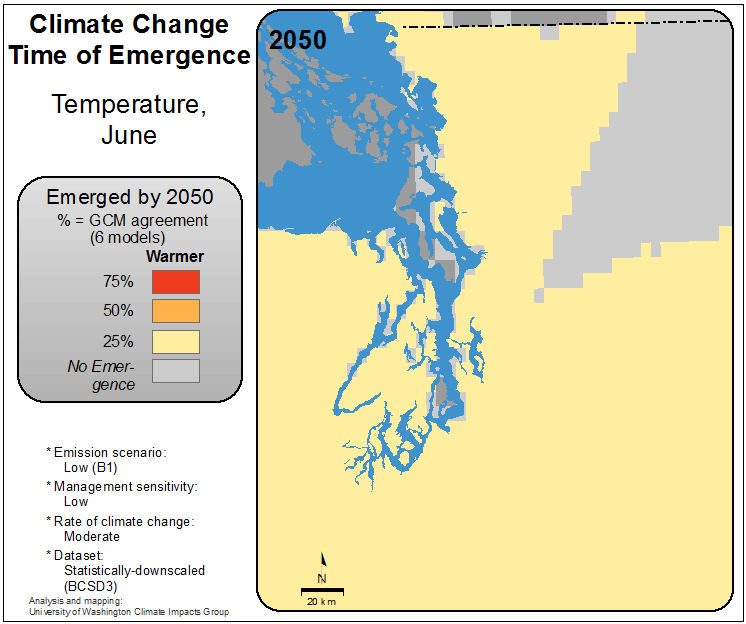 Climate Change
Time of Emergence
Temperature,
June
Emerged by 2050
% = GCM agreement
(6 models)
Warmer
75%
50%
25%
No Emer-
gence
* Emission scenario:
Low (B1)
* Management sensitivity:
Low
* Rate of climate change:
Moderate
* Dataset:
Statistically-downscaled
(BCSD3)
Analysis and mapping:
University of Washington Climate Impacts Group
2050
N
20 km